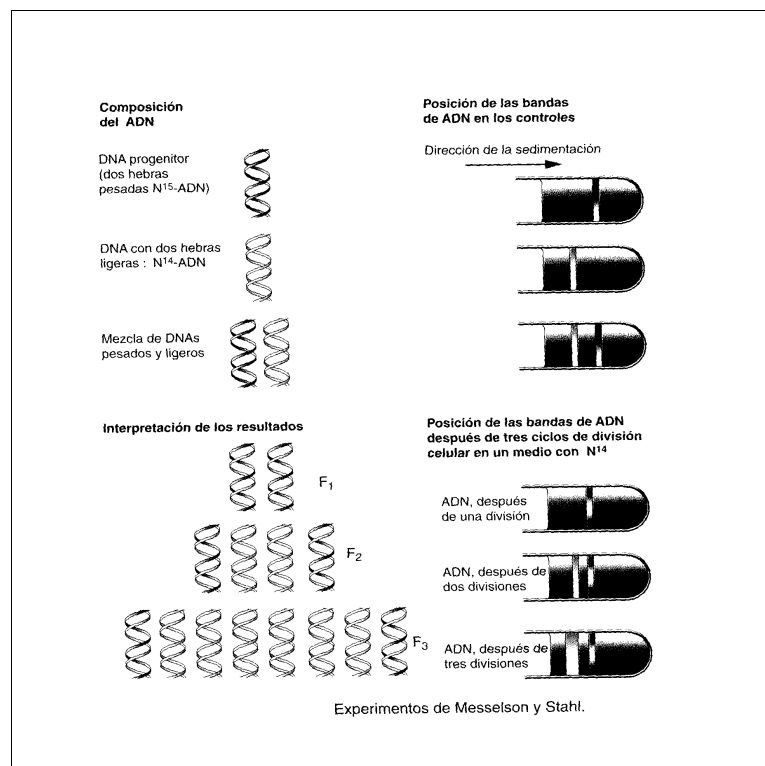 Composición
del ADN
DNA progenitor
(dos hebras
pesadas N15-ADN)
DNA con dos hebras
ligeras : N14-ADN
Mezcla de DNAs
pesados y ligeros
Posición de las bandas
de ADN en los controles
Dirección de la sedimentación
Interpretación de los resultados
F1
F2
F3
Posición de las bandas de ADN
después de tres ciclos de división
celular en un medio con N14
ADN, después
de una división
ADN, después de
dos divisiones
ADN, después de
tres divisiones
Experimentos de Messelson y Stahl.